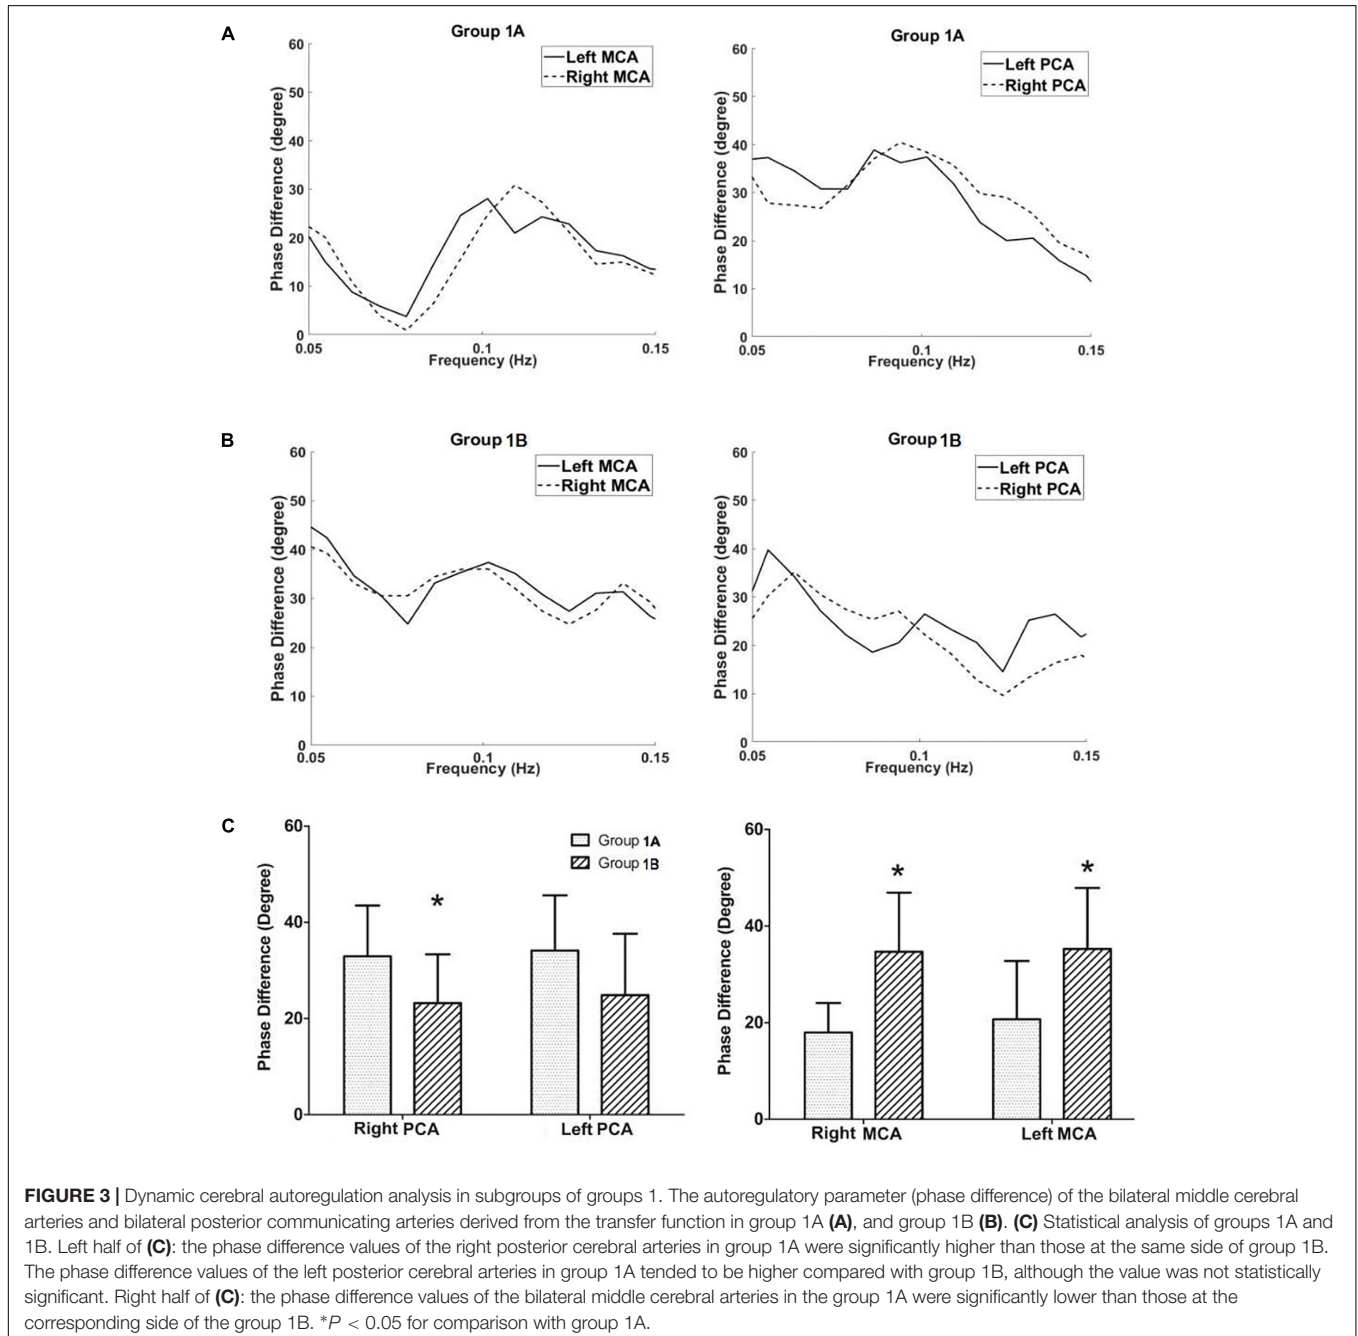 A
Group 1A
Left MCA
Right MCA
Phase Difference (degree)
60
50
40
30
20
10
0
0.05
0.1
0.15
Frequency (Hz)
Group 1A
Left PCA
Right PCA
Phase Difference (degree)
60
50
40
30
20
10
0
0.05
0.1
0.15
Frequency (Hz)
B
Group 1B
Left MCA
Right MCA
Phase Difference (degree)
60
50
40
30
20
10
0
0.05
0.1
0.15
Frequency (Hz)
Group 1B
Left PCA
Right PCA
Phase Difference (degree)
60
50
40
30
20
10
0
0.05
0.1
0.15
Frequency (Hz)
C
Group 1A
Group 1B
Phase Difference (Degree)
60
40
20
0
*
Right PCA
Left PCA
Phase Difference (Degree)
60
40
20
0
*
*
Right MCA
Left MCA
FIGURE 3 | Dynamic cerebral autoregulation analysis in subgroups of groups 1. The autoregulatory parameter (phase difference) of the bilateral middle cerebral
arteries and bilateral posterior communicating arteries derived from the transfer function in group 1A (A), and group 1B (B). (C) Statistical analysis of groups 1A and
1B. Left half of (C): the phase difference values of the right posterior cerebral arteries in group 1A were significantly higher than those at the same side of group 1B.
The phase difference values of the left posterior cerebral arteries in group 1A tended to be higher compared with group 1B, although the value was not statistically
significant. Right half of (C): the phase difference values of the bilateral middle cerebral arteries in the group 1A were significantly lower than those at the
corresponding side of the group 1B. *P < 0.05 for comparison with group 1A.